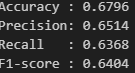 Accuracy : 0.6796
Precision: 0.6514
Recall   : 0.6368
F1-score : 0.6404